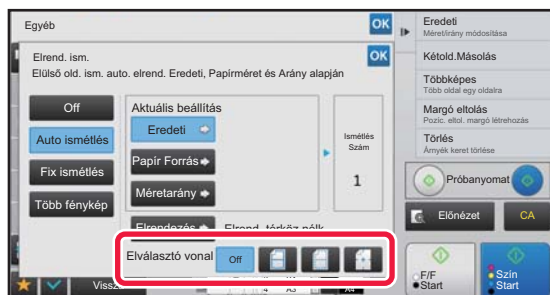 Egyéb
OK
Elrend. ism.
OK
Elülső old. ism. auto. elrend. Eredeti, Papírméret és Arány alapján
Off
Auto ismétlés
Fix ismétlés
Több fénykép
Aktuális beállítás
Eredeti
Papír Forrás
Méretarány
Ismétlés
Szám
1
Elrendezés
Elrend. térköz nélk.
Elválasztó vonal
Off
Vissz
A3
A4
Eredeti
Méret/irány módosítása
Kétold.Másolás
Többképes
Több oldal egy oldalra
Margó eltolás
Pozíc. eltol. margó létrehozás
Törlés
Árnyék keret törlése
Próbanyomat
Előnézet
CA
F/F
Start
Szín
Start